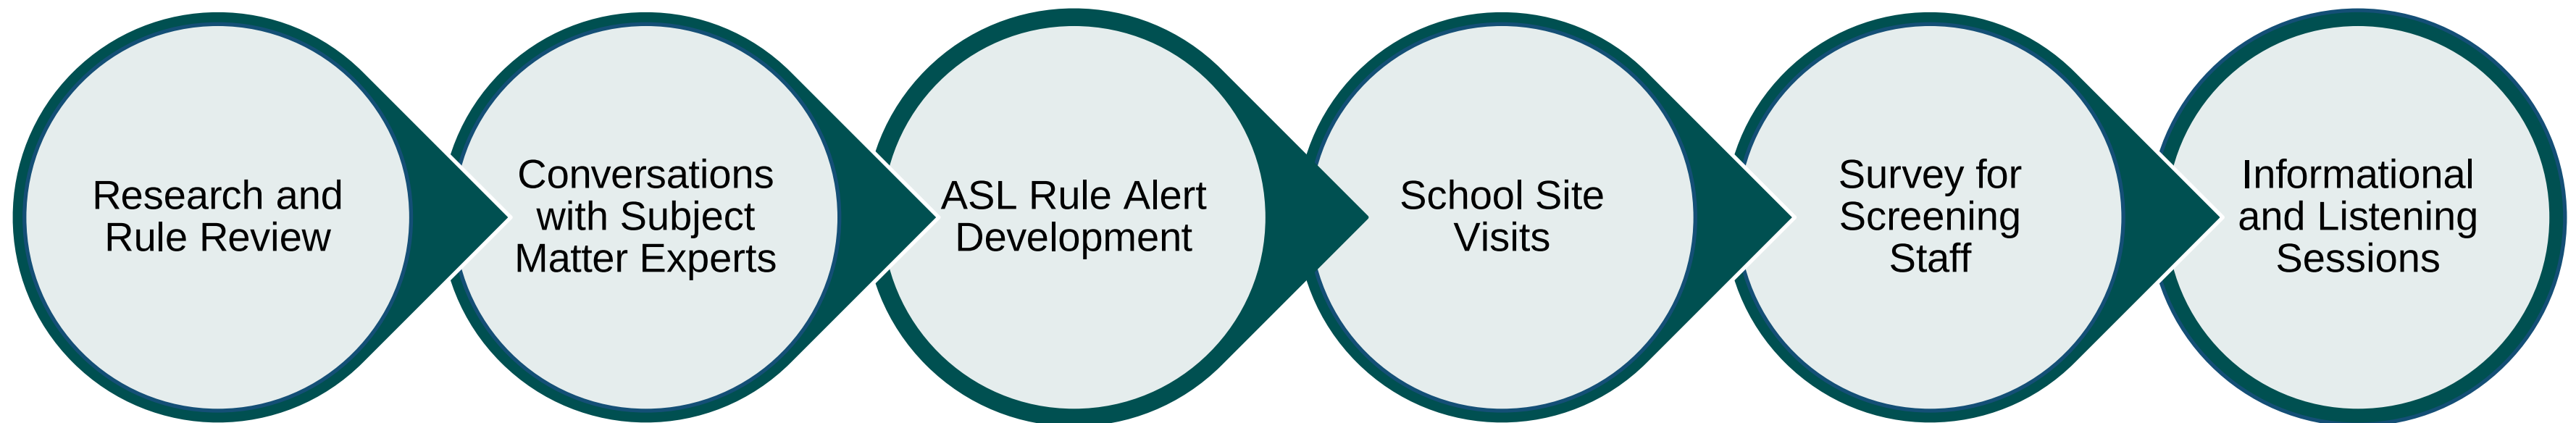 Research and
Rule Review
Conversations
with Subject
Matter Experts
ASL Rule Alert
Development
School Site
Visits
Survey for
Screening
Staff
Informational
and Listening
Sessions